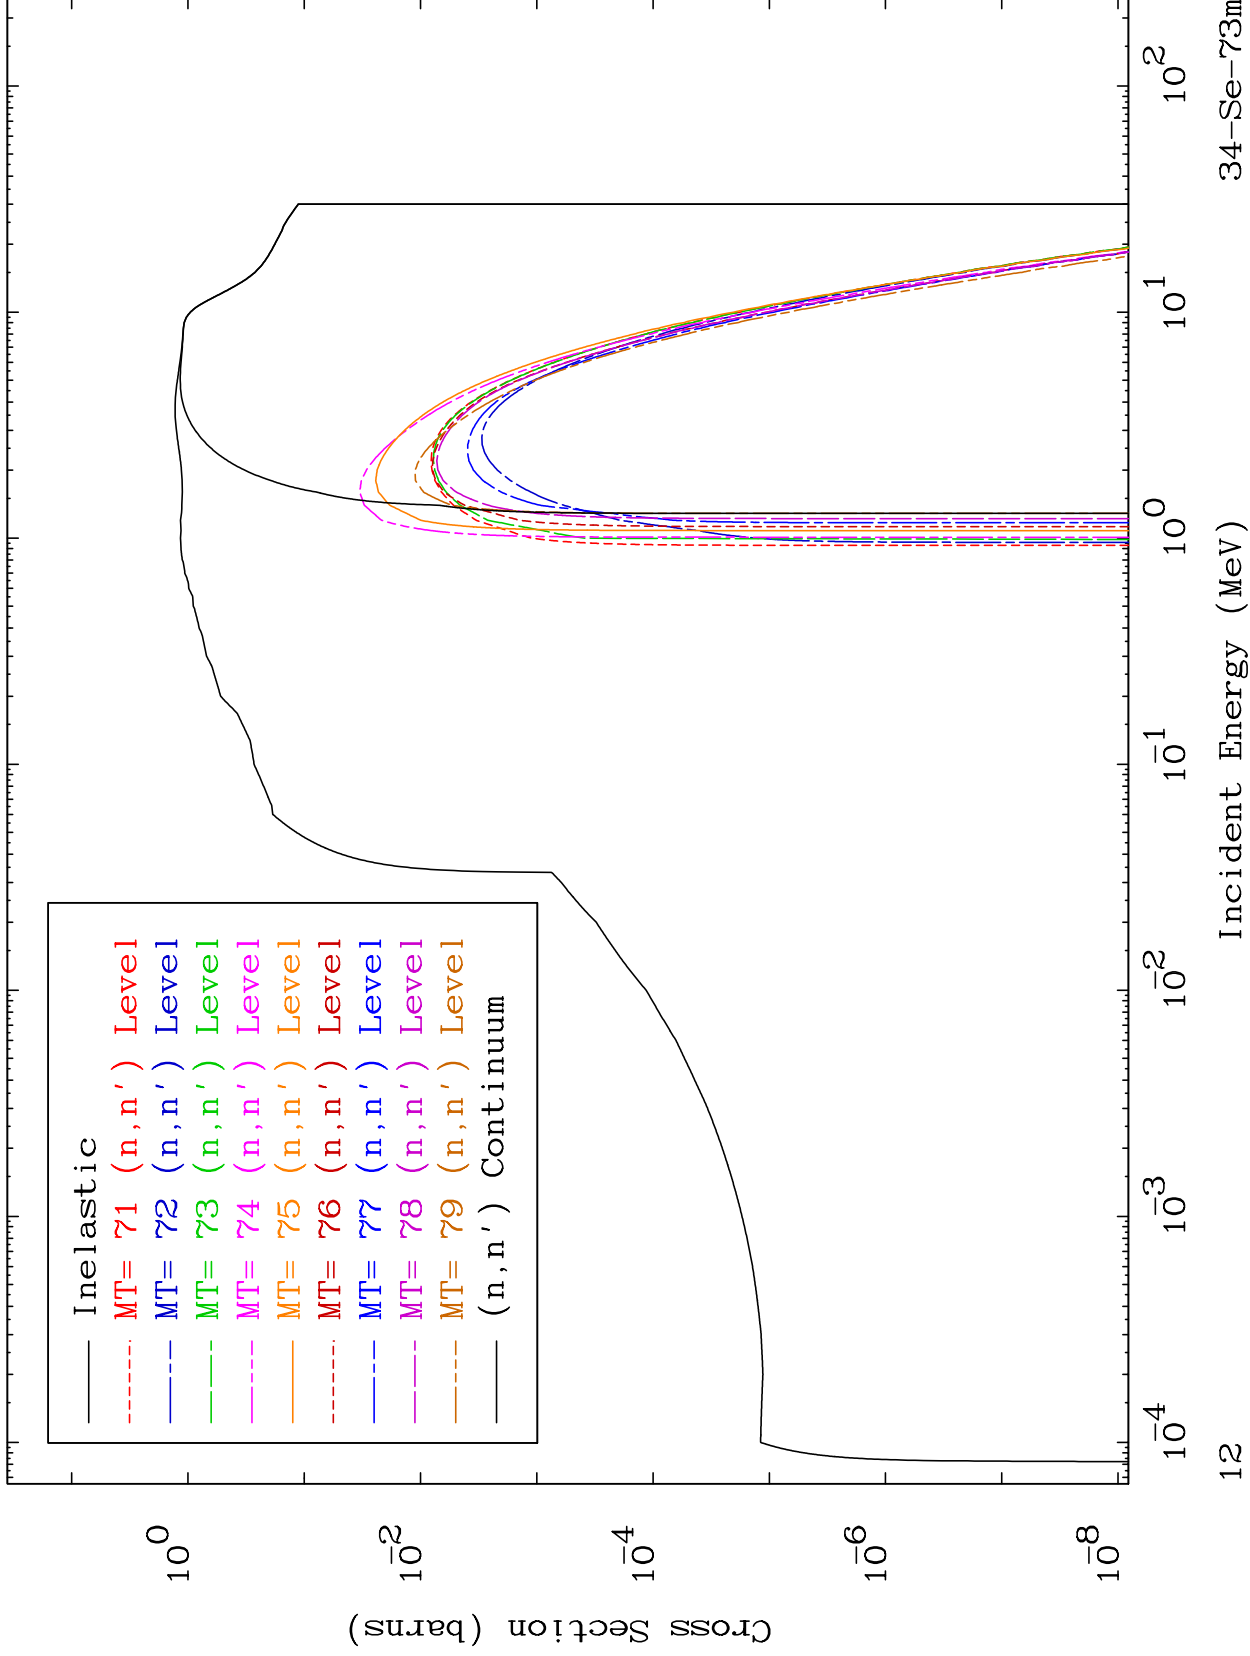 Inelastic
MT= 71 (n,n') Level
MT= 72 (n,n') Level
MT= 73 (n,n') Level
MT= 74 (n,n') Level
MT= 75 (n,n') Level
MT= 76 (n,n') Level
MT= 77 (n,n') Level
MT= 78 (n,n') Level
MT= 79 (n,n') Level
(n,n') Continuum
Cross Section (barns)
10^0
10^-2
10^-4
10^-6
10^-8
10^-4
10^-3
10^-2
10^-1
10^0
10^1
10^2
Incident Energy (MeV)
12
34-Se-73m